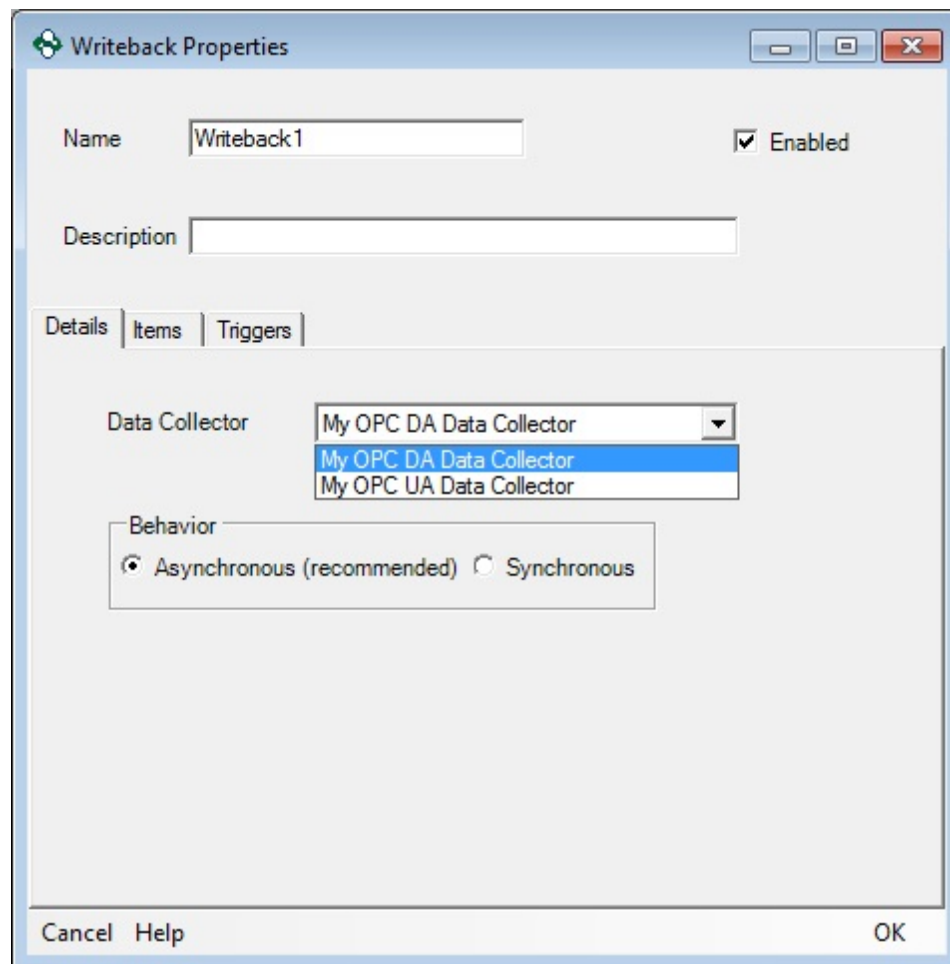 Writeback Properties
Name Writeback1 Enabled
Description
Details Items Triggers
Data Collector My OPC DA Data Collector
My OPC DA Data Collector
My OPC UA Data Collector
Behavior
Asynchronous (recommended) Synchronous
Cancel Help OK